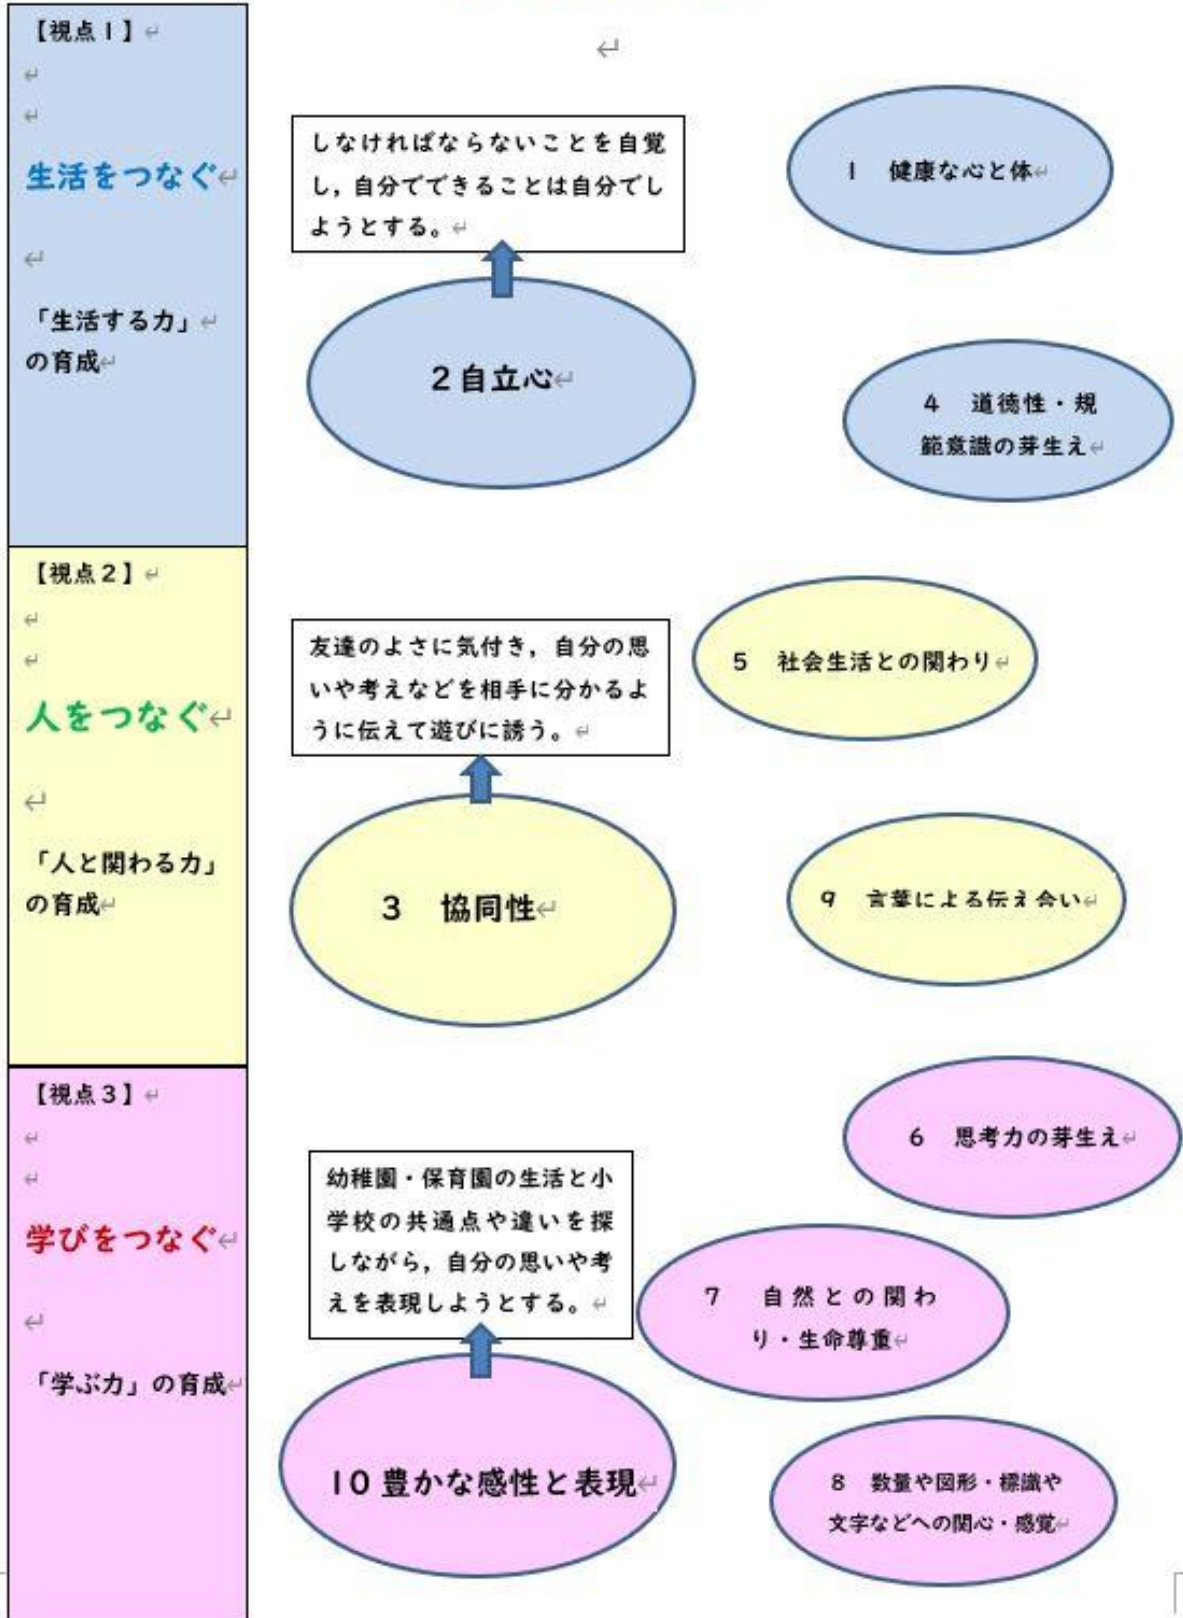 【視点1】
生活をつなぐ
「生活する力」
の育成
しなければならないことを自覚
し,自分でできることは自分でし
ようとする。
1 健康な心と体
2自立心
4 道徳性・規
範意識の芽生え
【視点2】
人をつなぐ
「人と関わる力」
の育成
友達のよさに気付き,自分の思
いや考えなどを相手に分かるよ
うに伝えて遊びに誘う。
5 社会生活との関わり
3 協同性
9 言葉による伝え合い
【視点3】
学びをつなぐ
「学ぶ力」の育成
幼稚園・保育園の生活と小
学校の共通点や違いを探
しながら,自分の思いや考
えを表現しようとする。
6 思考力の芽生え
7 自然との関わ
り・生命尊重
10豊かな感性と表現
8 数量や図形・標識や
文字などへの関心・感覚